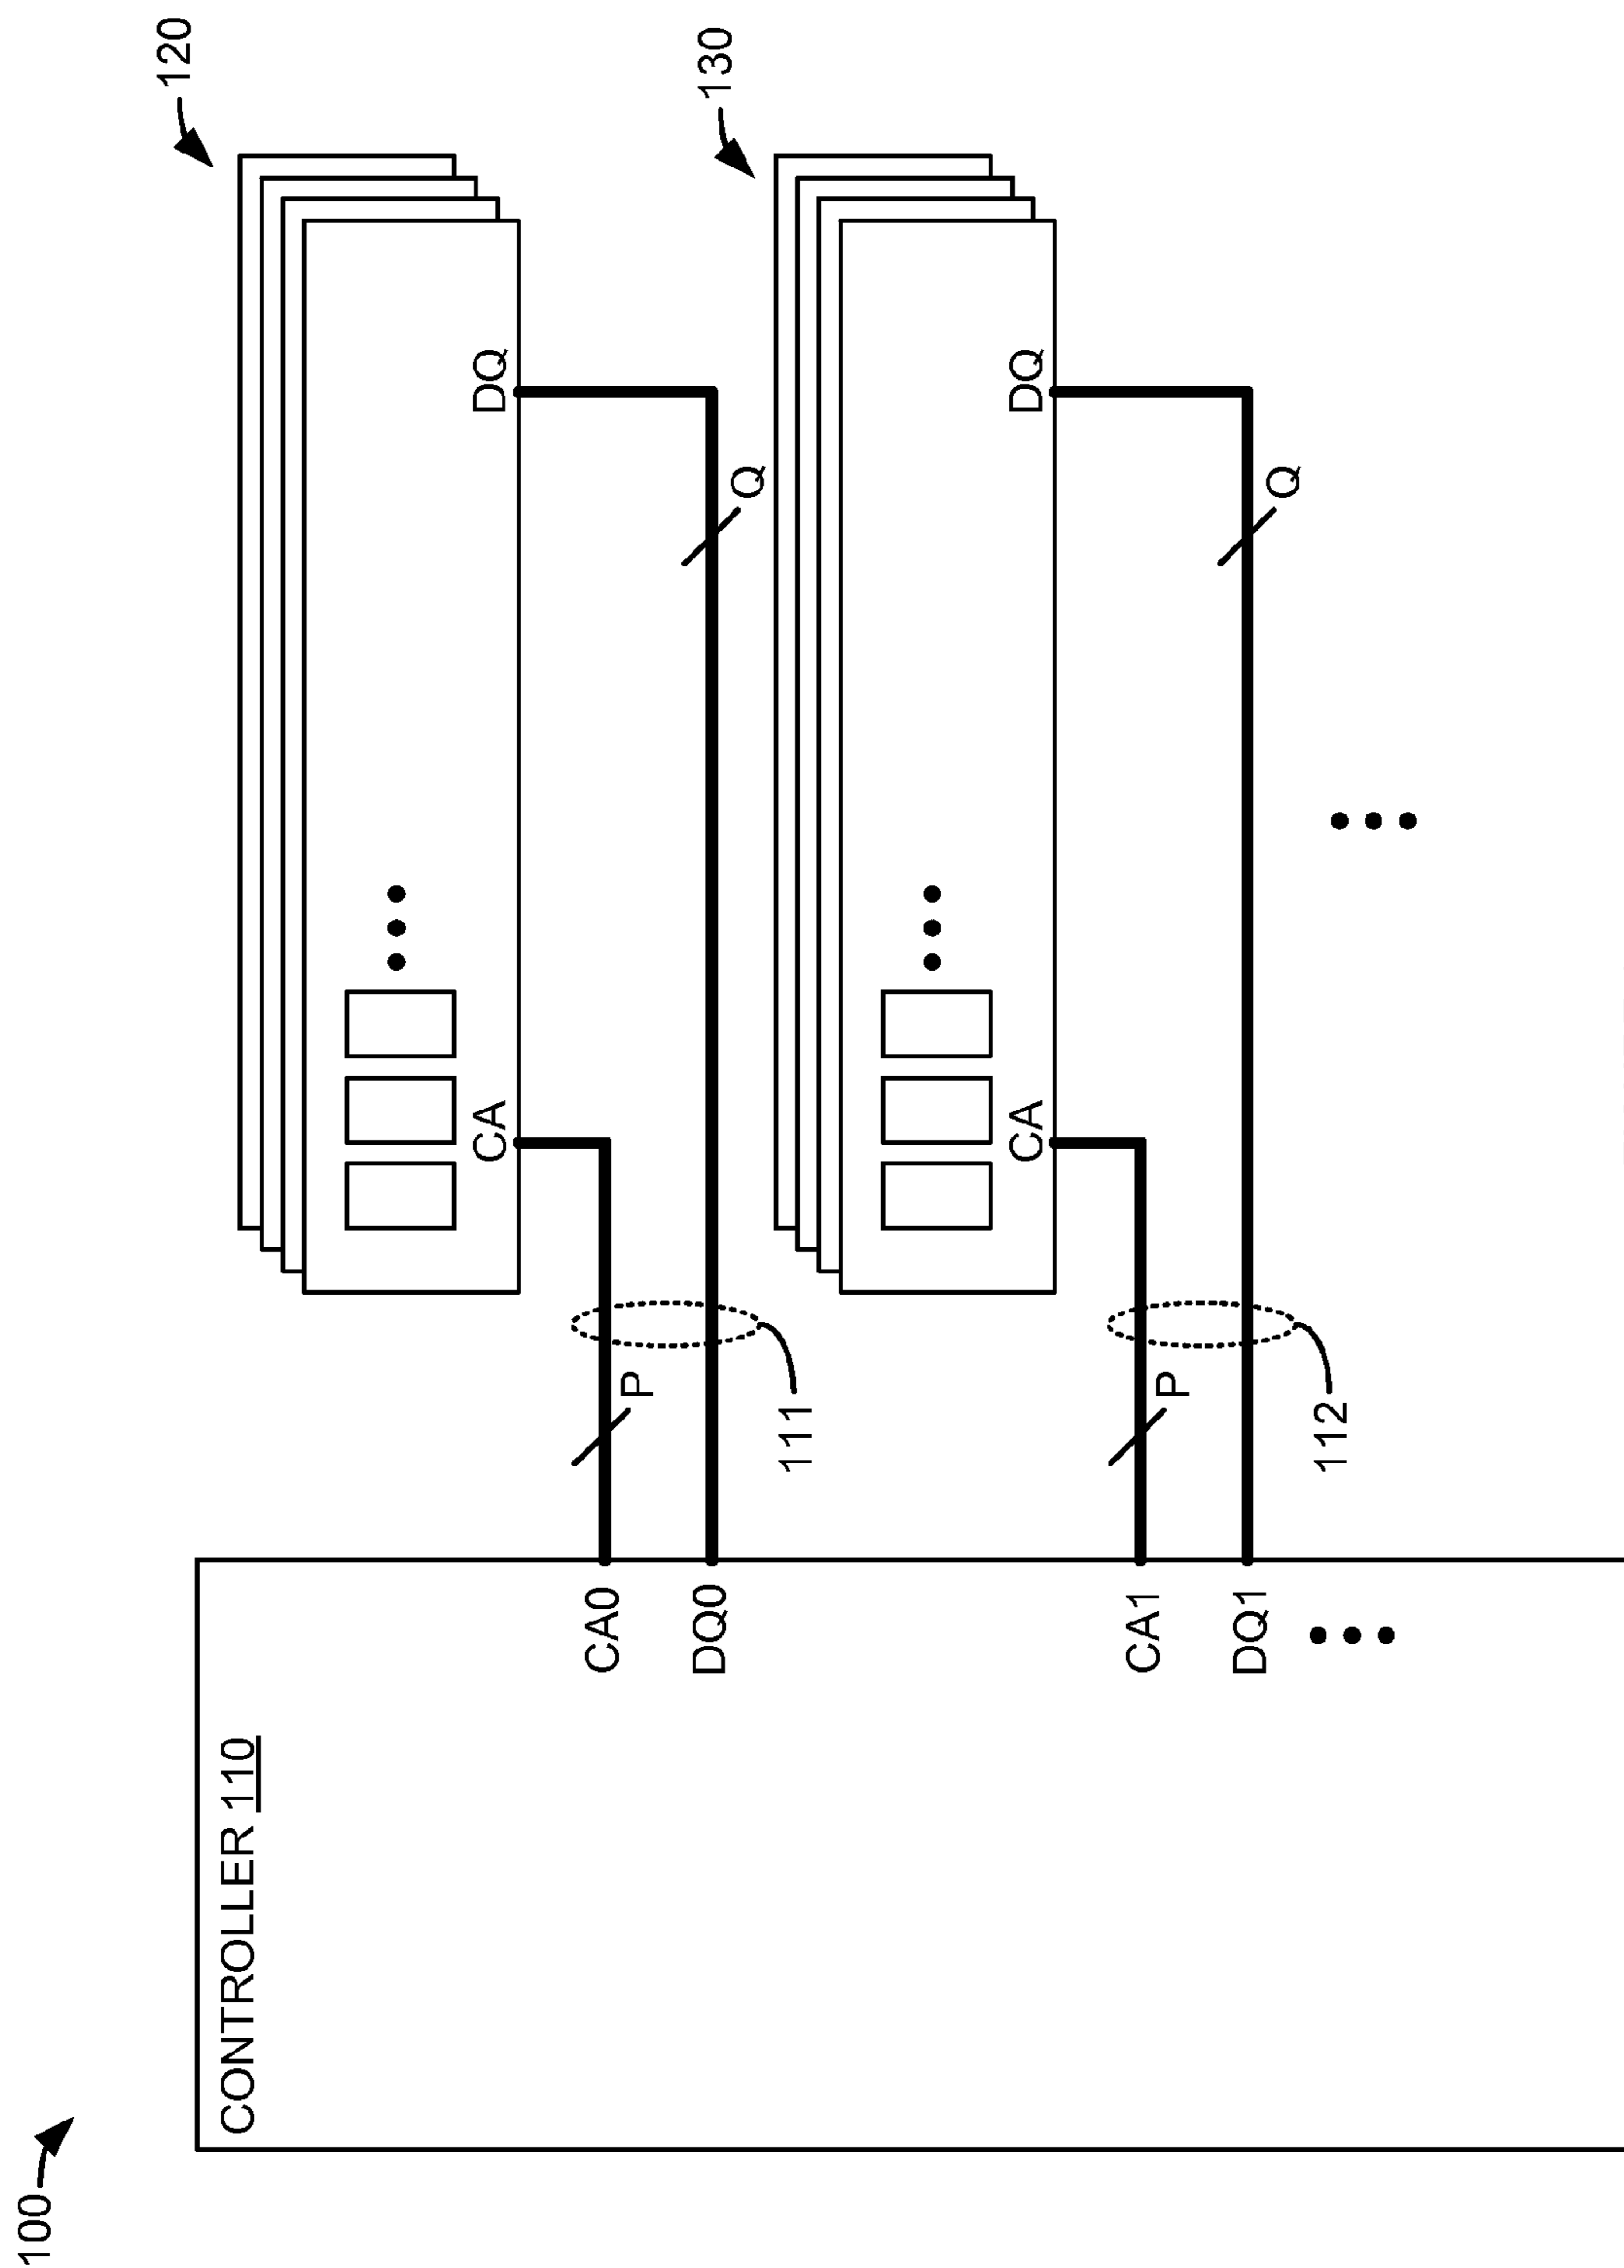 100
CONTROLLER 110
120
CA
DQ
CA0
P
Q
DQ0
111
130
CA
DQ
CA1
P
Q
DQ1
112